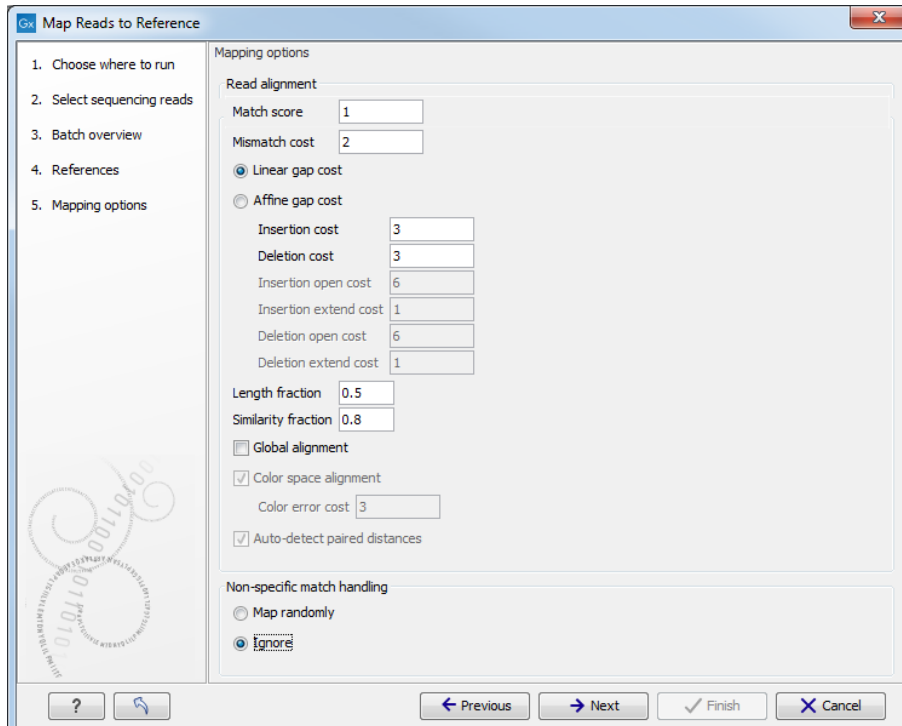 Gx Map Reads to Reference
X
1. Choose where to run
2. Select sequencing reads
3. Batch overview
4. References
5. Mapping options
Mapping options
Read alignment
Match score 1
Mismatch cost 2
Linear gap cost
Affine gap cost
Insertion cost 3
Deletion cost 3
Insertion open cost 6
Insertion extend cost 1
Deletion open cost 6
Deletion extend cost 1
Length fraction 0.5
Similarity fraction 0.8
Global alignment
Color space alignment
Color error cost 3
Auto-detect paired distances
Non-specific match handling
Map randomly
Ignore
? Previous Next Finish Cancel